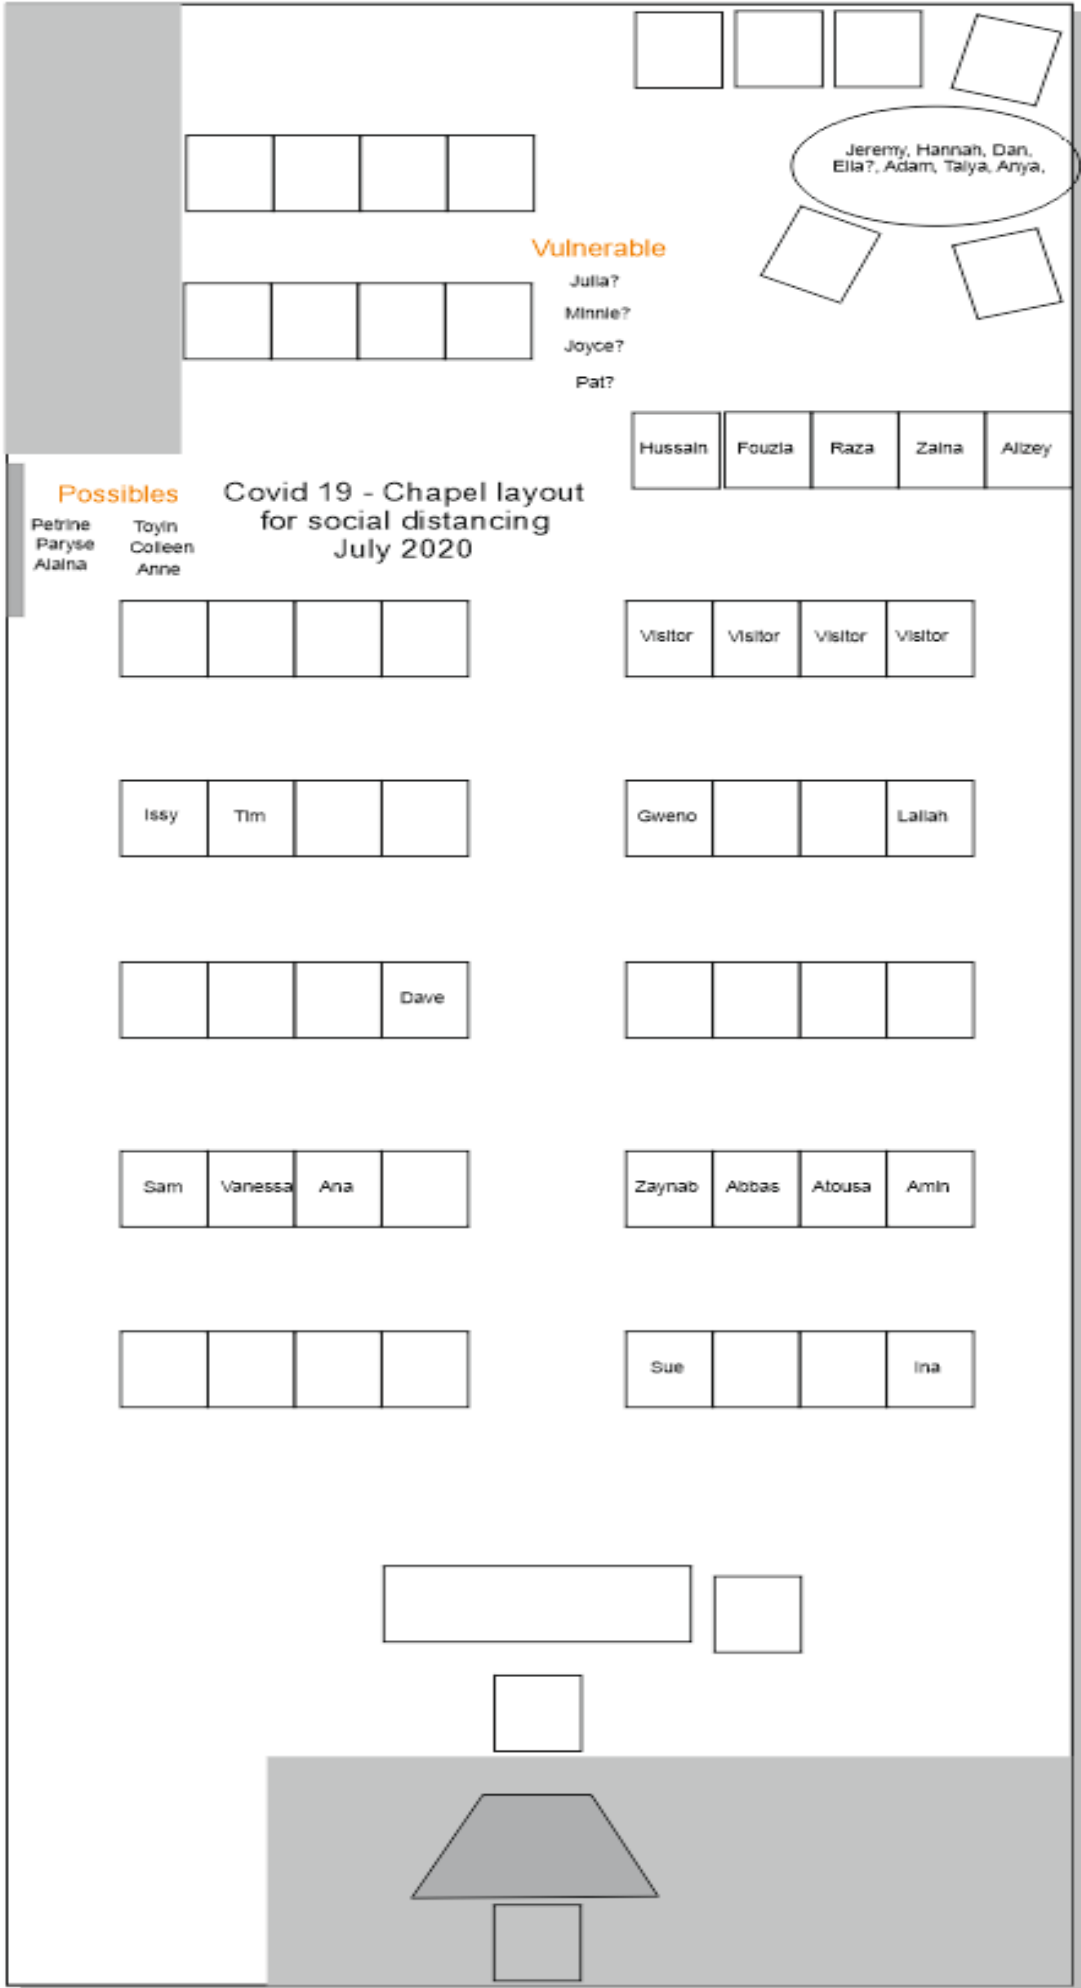 Jeremy, Hannah, Dan,
Ella?, Adam, Taiya, Anya,
Vulnerable
Julia?
Minnie?
Joyce?
Pat?
Hussain Fouzia Raza Zaina Alizey
Possibles
Petrine Toyin
Paryse Colleen
Alaina Anne
Covid 19 - Chapel layout
for social distancing
July 2020
Visitor Visitor Visitor Visitor
Issy Tim Gweno Laliah
Dave
Sam Vanessa Ana Zaynab Abbas Atousa Amin
Sue Ina